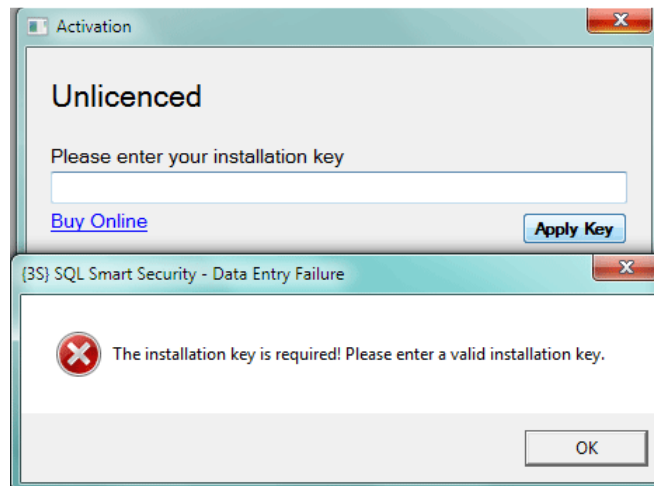 Activation
Unlicenced
Please enter your installation key
Buy Online
Apply Key
{3S} SQL Smart Security - Data Entry Failure
The installation key is required! Please enter a valid installation key.
OK